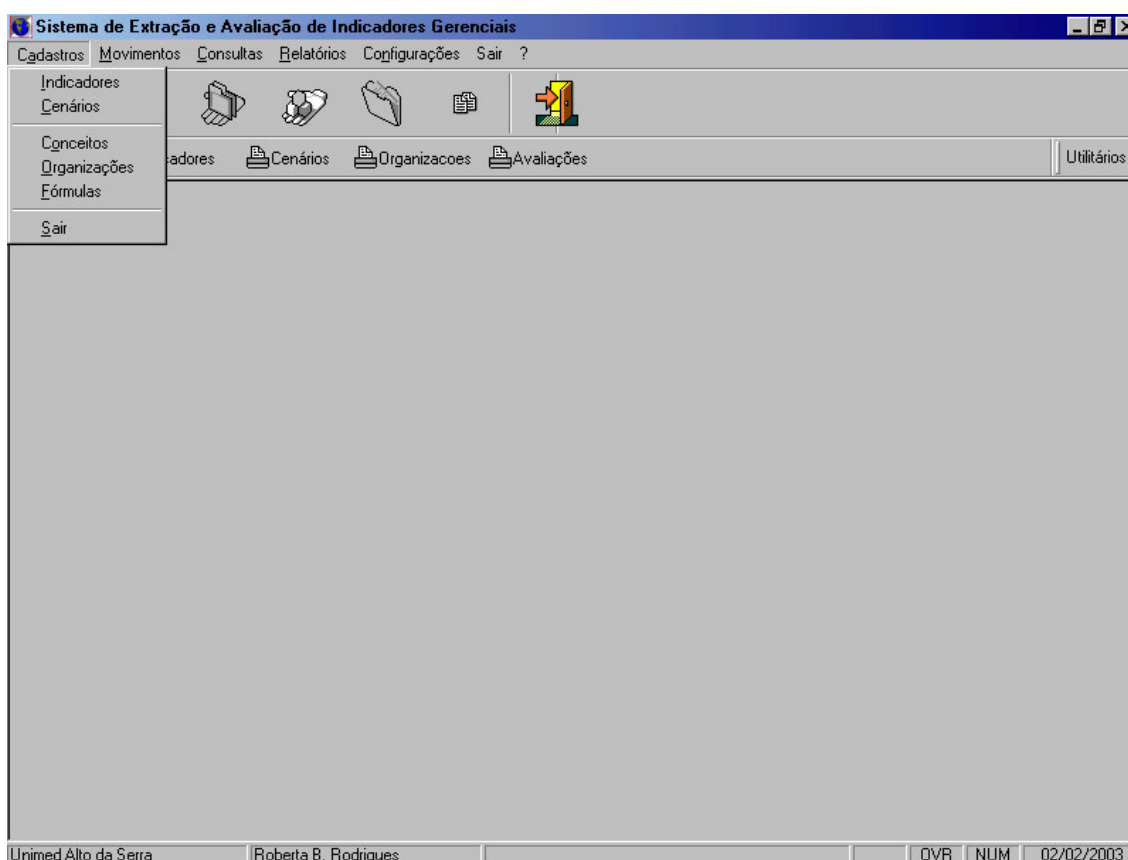 Sistema de Extração e Avaliação de Indicadores Gerenciais
Cadastros Movimentos Consultas Relatórios Configurações Sair ?
Indicadores
Cenários
Conceitos
Organizações
Fórmulas
Sair
cadores Cenários Organizacoes Avaliações Utilitários
Unimed Alto da Serra Roberta B. Rodrigues OVR NUM 02/02/2003